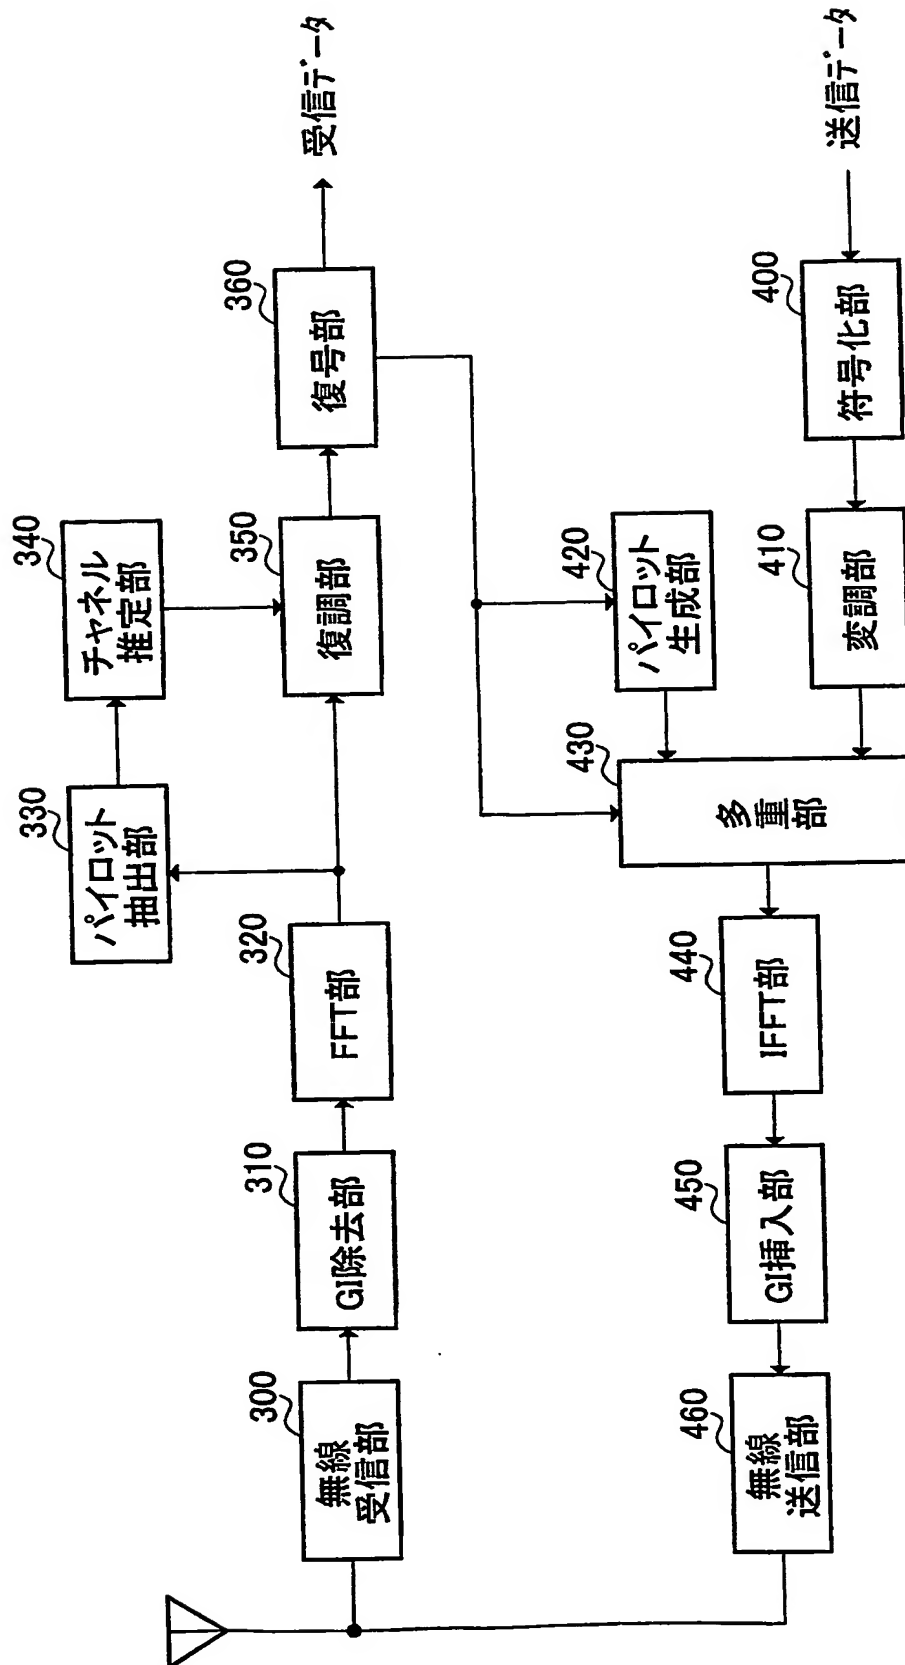 300
無線
受信部
310
GI除去部
320
FFT部
330
パイロット
抽出部
340
チャネル
推定部
350
復調部
360
復号部
受信データ
送信データ
400
符号化部
410
変調部
420
パイロット
生成部
430
多重部
440
IFFT部
450
GI挿入部
460
無線
送信部